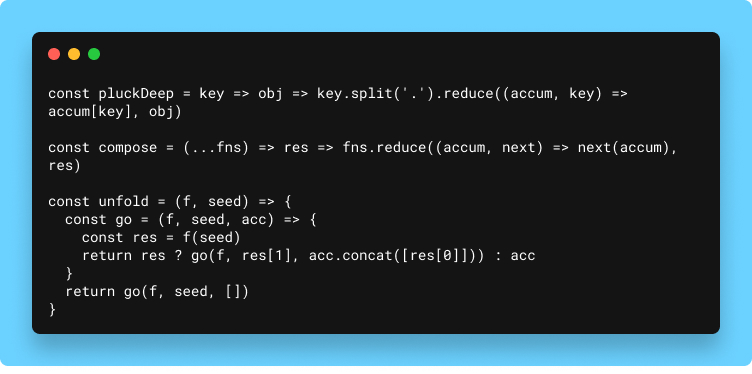 const pluckDeep = key => obj => key.split('.').reduce((accum, key) =>
accum[key], obj)

const compose = (...fns) => res => fns.reduce((accum, next) => next(accum),
res)

const unfold = (f, seed) => {
  const go = (f, seed, acc) => {
    const res = f(seed)
    return res ? go(f, res[1], acc.concat([res[0]])) : acc
  }
  return go(f, seed, [])
}